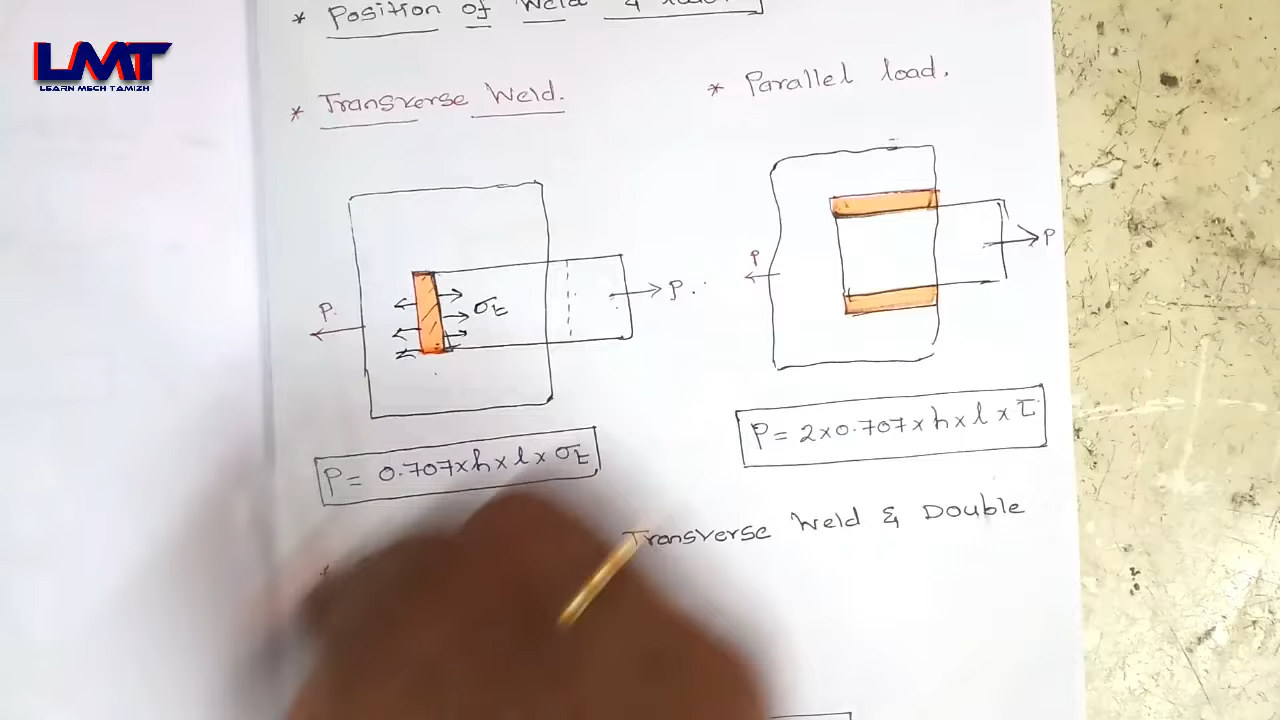 LMT
LEARN MECH TAMIZH
* Position of Weld &
* Transverse Weld.
* Parallel load.
P.
σt
P.
P
P
P = 0.707 x h x l x σt
P = 2 x 0.707 x h x l x τ
Transverse Weld & Double